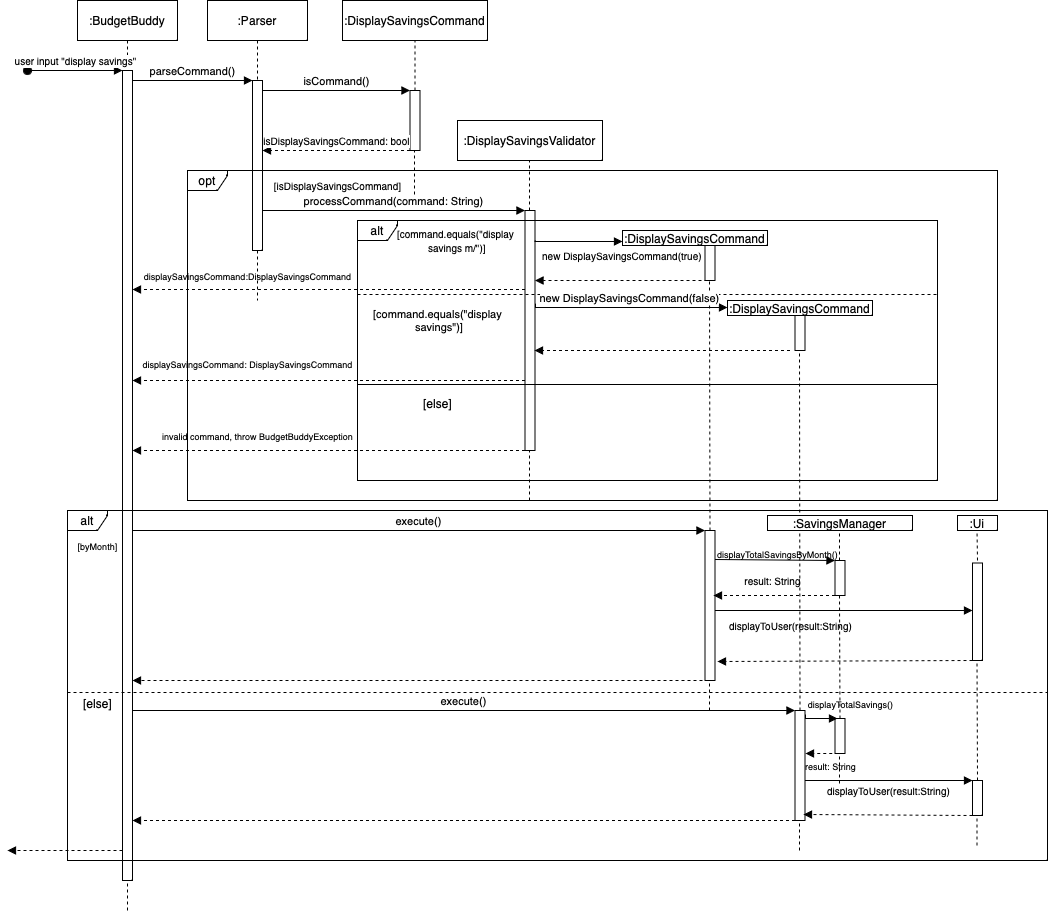 :BudgetBuddy
:Parser
:DisplaySavingsCommand
user input "display savings"
parseCommand()
isCommand()
isDisplaySavingsCommand: bool
:DisplaySavingsValidator
opt
[isDisplaySavingsCommand]
processCommand(command: String)
alt
[command.equals("display
savings m/")]
:DisplaySavingsCommand
new DisplaySavingsCommand(true)
displaySavingsCommand:DisplaySavingsCommand
new DisplaySavingsCommand(false)
:DisplaySavingsCommand
[command.equals("display
savings")]
displaySavingsCommand: DisplaySavingsCommand
[else]
invalid command, throw BudgetBuddyException
alt
execute()
:SavingsManager
:Ui
[byMonth]
displayTotalSavingsByMonth()
result: String
displayToUser(result:String)
[else]
execute()
displayTotalSavings()
result: String
displayToUser(result:String)